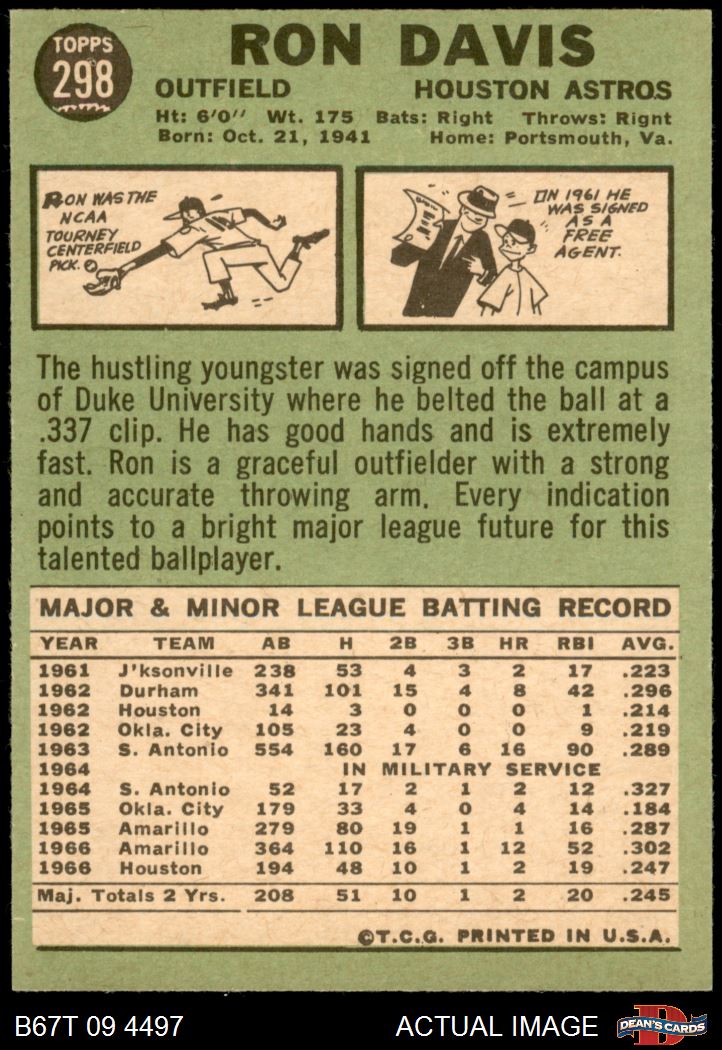 TOPPS
298
RON DAVIS
OUTFIELD HOUSTON ASTROS
Ht: 6'0" Wt. 175 Bats: Right Throws: Right
Born: Oct. 21, 1941 Home: Portsmouth, Va.
RON WAS THE
NCAA
TOURNEY
CENTERFIELD
PICK.
IN 1961 HE
WAS SIGNED
AS A
FREE
AGENT.
The hustling youngster was signed off the campus
of Duke University where he belted the ball at a
.337 clip. He has good hands and is extremely
fast. Ron is a graceful outfielder with a strong
and accurate throwing arm. Every indication
points to a bright major league future for this
talented ballplayer.
MAJOR & MINOR LEAGUE BATTING RECORD
YEAR TEAM AB H 2B 3B HR RBI AVG.
1961 J'ksonville 238 53 4 3 2 17 .223
1962 Durham 341 101 15 4 8 42 .296
1962 Houston 14 3 0 0 0 1 .214
1962 Okla. City 105 23 4 0 0 9 .219
1963 S. Antonio 554 160 17 6 16 90 .289
1964 IN MILITARY SERVICE
1964 S. Antonio 52 17 2 1 2 12 .327
1965 Okla. City 179 33 4 0 4 14 .184
1965 Amarillo 279 80 19 1 1 16 .287
1966 Amarillo 364 110 16 1 12 52 .302
1966 Houston 194 48 10 1 2 19 .247
Maj. Totals 2 Yrs. 208 51 10 1 2 20 .245
©T.C.G. PRINTED IN U.S.A.
B67T 09 4497 ACTUAL IMAGE
D
DEAN'S CARDS